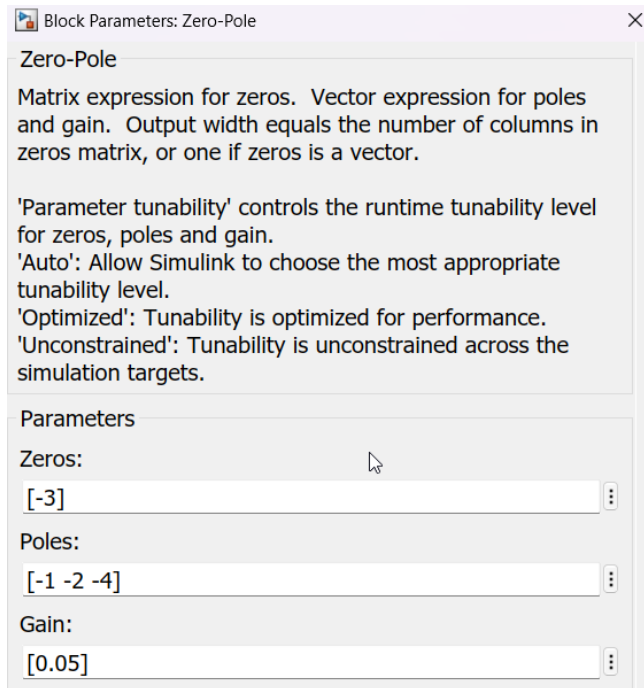 Block Parameters: Zero-Pole
Zero-Pole
Matrix expression for zeros.  Vector expression for poles
and gain.  Output width equals the number of columns in
zeros matrix, or one if zeros is a vector.
'Parameter tunability' controls the runtime tunability level
for zeros, poles and gain.
'Auto': Allow Simulink to choose the most appropriate
tunability level.
'Optimized': Tunability is optimized for performance.
'Unconstrained': Tunability is unconstrained across the
simulation targets.
Parameters
Zeros:
[-3]
Poles:
[-1 -2 -4]
Gain:
[0.05]